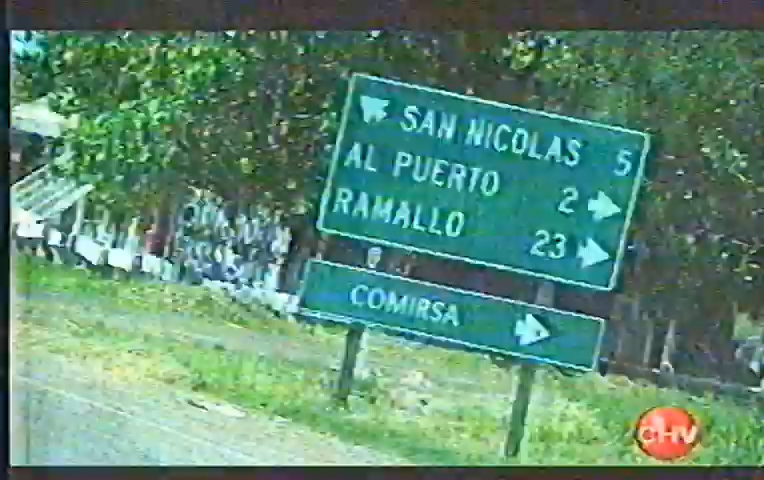 SAN NICOLAS 5
AL PUERTO 2
RAMALLO 23
COMIRSA
CHV